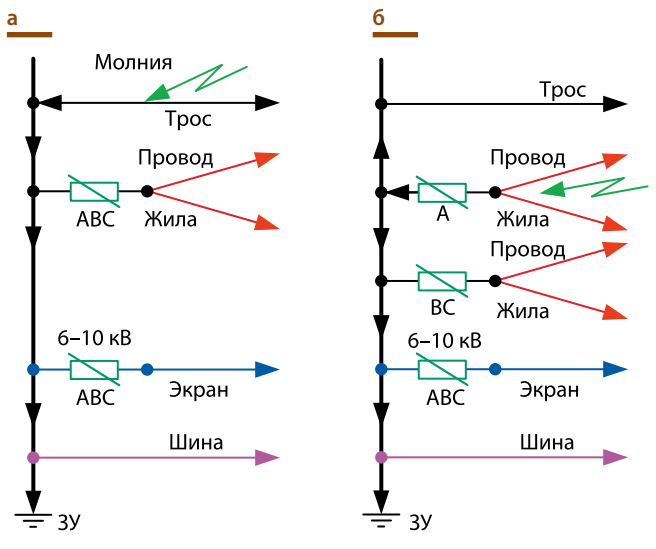 а
Молния
Трос
Провод
АВС
Жила
6–10 кВ
АВС
Экран
Шина
ЗУ
б
Трос
Провод
А
Жила
Провод
ВС
Жила
6–10 кВ
АВС
Экран
Шина
ЗУ